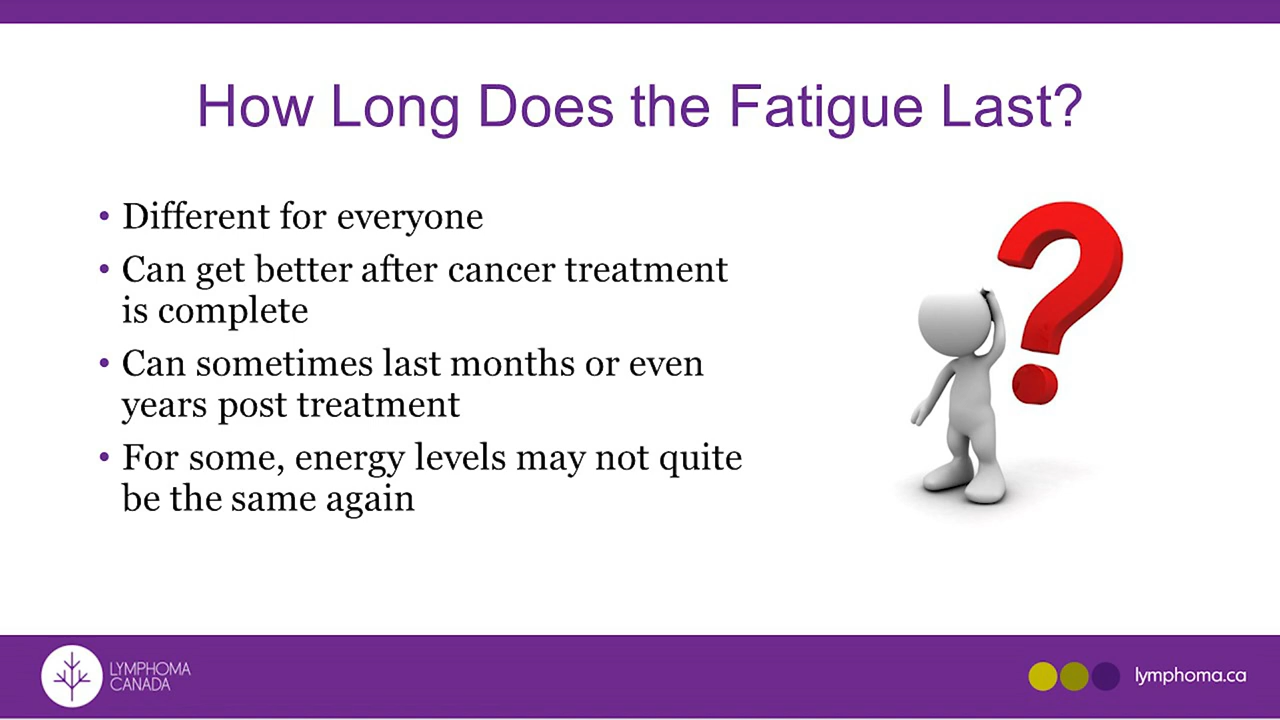 How Long Does the Fatigue Last?
• Different for everyone
• Can get better after cancer treatment
is complete
• Can sometimes last months or even
years post treatment
• For some, energy levels may not quite
be the same again
?
LYMPHOMA
CANADA
lymphoma.ca